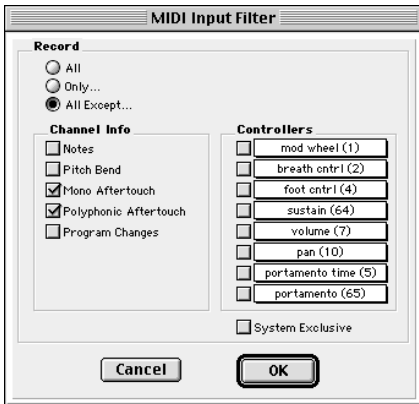 MIDI Input Filter
Record
All
Only...
All Except...
Channel Info
Notes
Pitch Bend
Mono Aftertouch
Polyphonic Aftertouch
Program Changes
Controllers
mod wheel (1)
breath cntrl (2)
foot cntrl (4)
sustain (64)
volume (7)
pan (10)
portamento time (5)
portamento (65)
System Exclusive
Cancel
OK